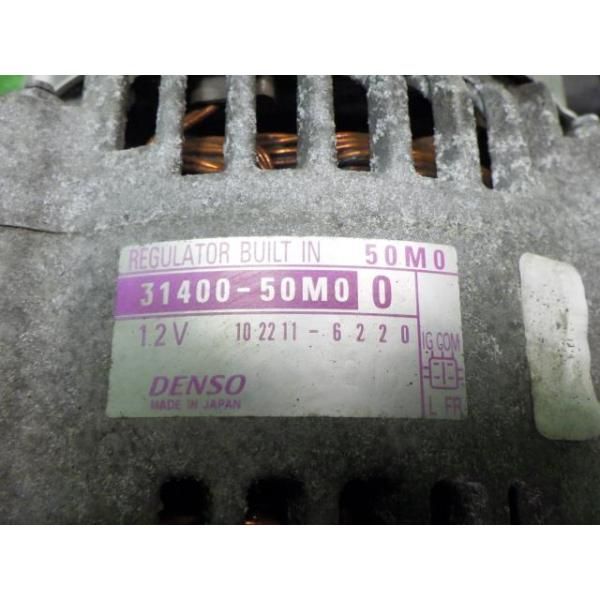 REGULATOR BUILT IN 50M0
31400-50M0 0
12V 102211-6220
IG COM
DENSO
MADE IN JAPAN
L FR